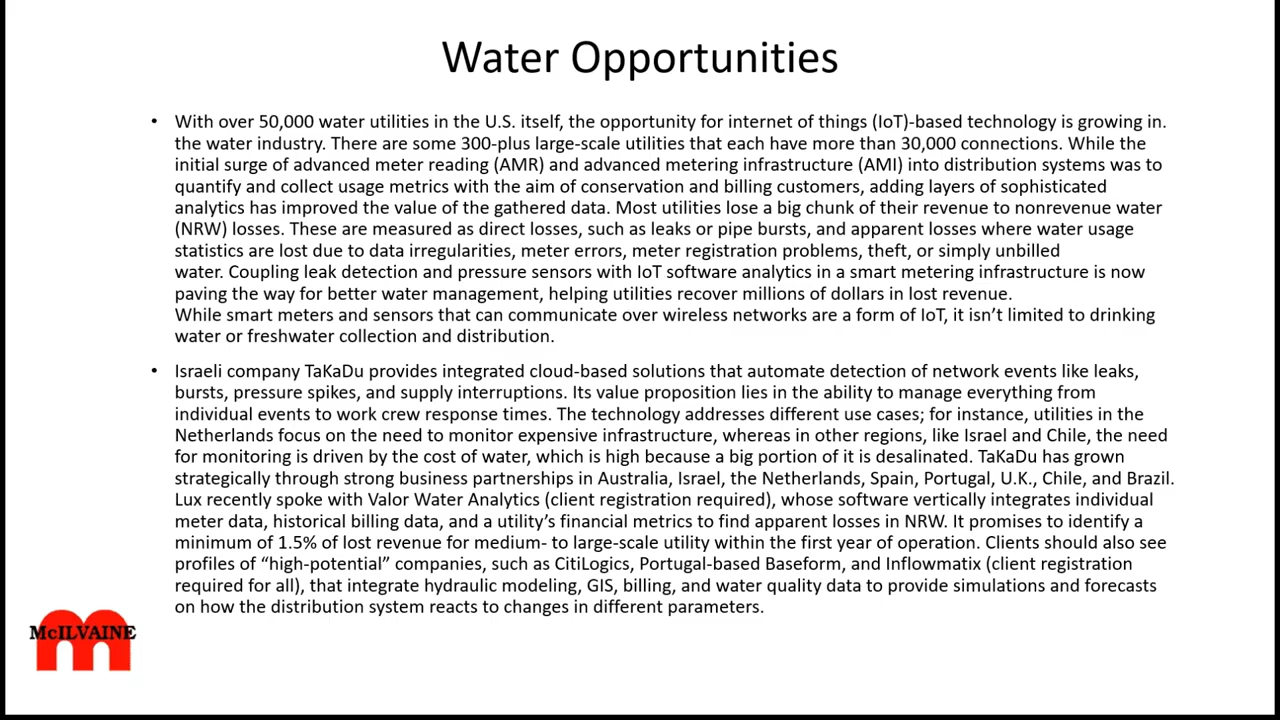 Water Opportunities
• With over 50,000 water utilities in the U.S. itself, the opportunity for internet of things (IoT)-based technology is growing in.
the water industry. There are some 300-plus large-scale utilities that each have more than 30,000 connections. While the
initial surge of advanced meter reading (AMR) and advanced metering infrastructure (AMI) into distribution systems was to
quantify and collect usage metrics with the aim of conservation and billing customers, adding layers of sophisticated
analytics has improved the value of the gathered data. Most utilities lose a big chunk of their revenue to nonrevenue water
(NRW) losses. These are measured as direct losses, such as leaks or pipe bursts, and apparent losses where water usage
statistics are lost due to data irregularities, meter errors, meter registration problems, theft, or simply unbilled
water. Coupling leak detection and pressure sensors with IoT software analytics in a smart metering infrastructure is now
paving the way for better water management, helping utilities recover millions of dollars in lost revenue.
While smart meters and sensors that can communicate over wireless networks are a form of IoT, it isn’t limited to drinking
water or freshwater collection and distribution.
• Israeli company TaKaDu provides integrated cloud-based solutions that automate detection of network events like leaks,
bursts, pressure spikes, and supply interruptions. Its value proposition lies in the ability to manage everything from
individual events to work crew response times. The technology addresses different use cases; for instance, utilities in the
Netherlands focus on the need to monitor expensive infrastructure, whereas in other regions, like Israel and Chile, the need
for monitoring is driven by the cost of water, which is high because a big portion of it is desalinated. TaKaDu has grown
strategically through strong business partnerships in Australia, Israel, the Netherlands, Spain, Portugal, U.K., Chile, and Brazil.
Lux recently spoke with Valor Water Analytics (client registration required), whose software vertically integrates individual
meter data, historical billing data, and a utility’s financial metrics to find apparent losses in NRW. It promises to identify a
minimum of 1.5% of lost revenue for medium- to large-scale utility within the first year of operation. Clients should also see
profiles of “high-potential” companies, such as CitiLogics, Portugal-based Baseform, and Inflowmatix (client registration
required for all), that integrate hydraulic modeling, GIS, billing, and water quality data to provide simulations and forecasts
on how the distribution system reacts to changes in different parameters.
McILVAINE